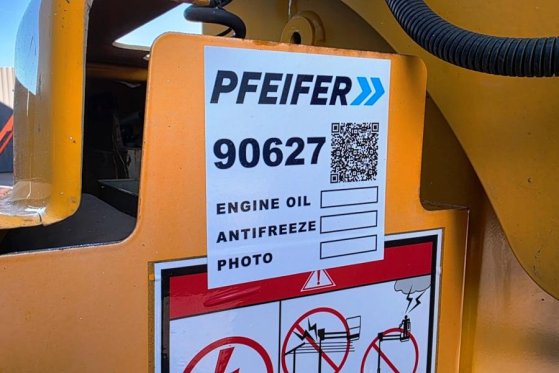 PFEIFER
90627
ENGINE OIL
ANTIFREEZE
PHOTO